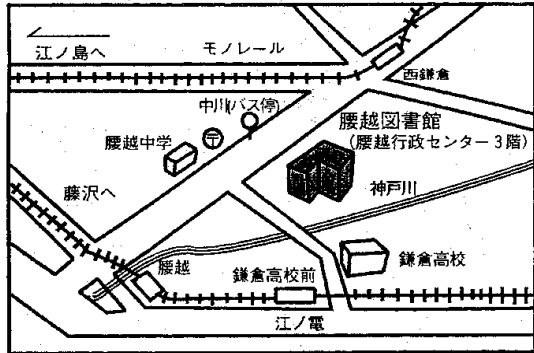 江ノ島へ
モノレール
西鎌倉
中川(バス停)
〒
腰越中学
腰越図書館
(腰越行政センター3階)
藤沢へ
神戸川
腰越
鎌倉高校前
鎌倉高校
江ノ電